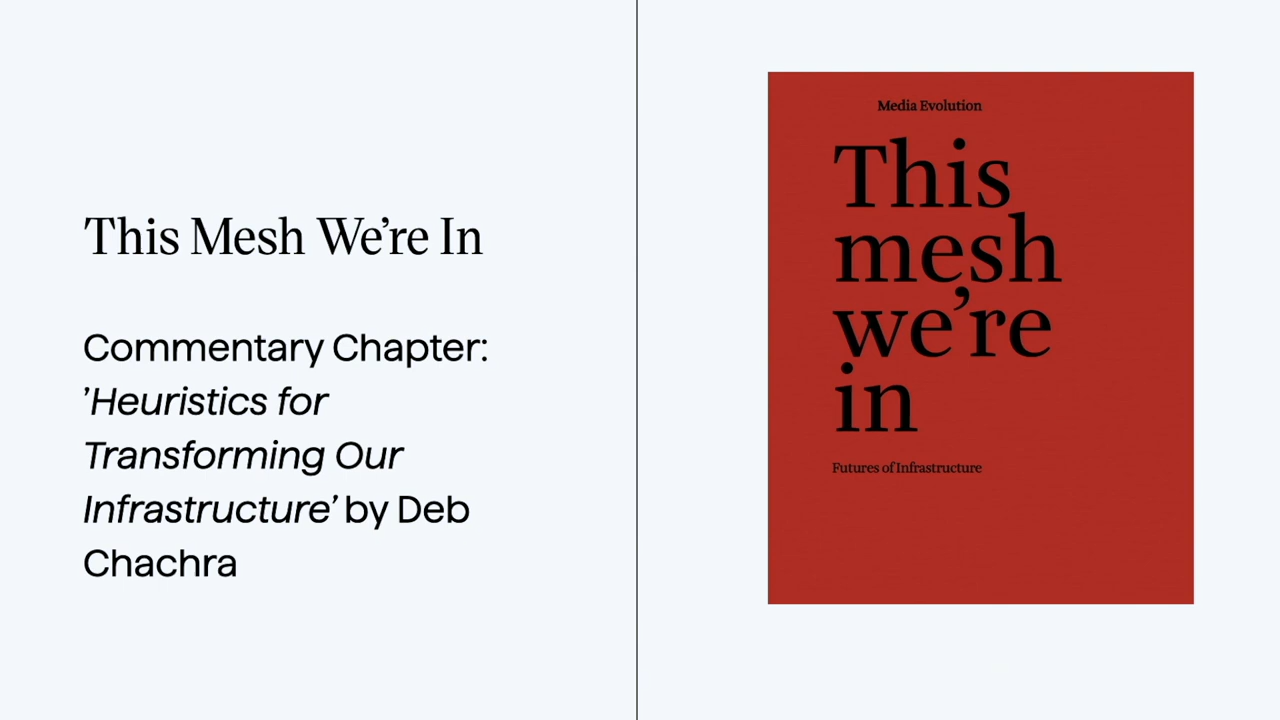 This Mesh We’re In
Commentary Chapter:
’Heuristics for
Transforming Our
Infrastructure’ by Deb
Chachra
Media Evolution
This
mesh
we’re
in
Futures of Infrastructure